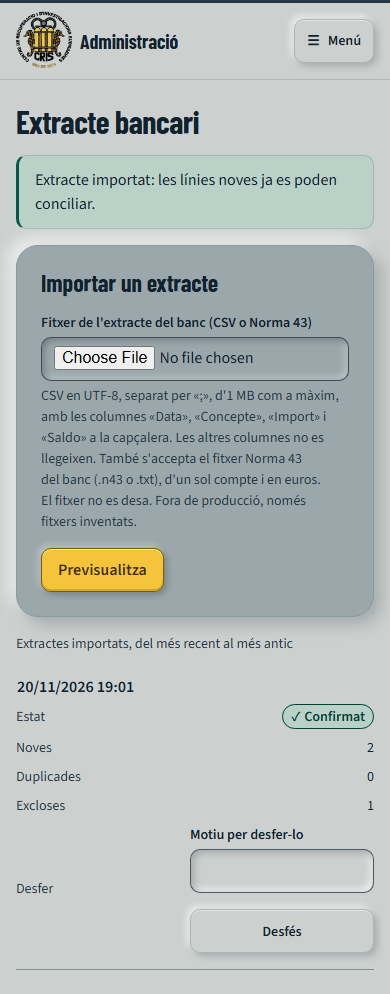 CRIS
Administració
☰ Menú
Extracte bancari
Extracte importat: les línies noves ja es poden
conciliar.
Importar un extracte
Fitxer de l'extracte del banc (CSV o Norma 43)
Choose File No file chosen
CSV en UTF-8, separat per «;», d'1 MB com a màxim,
amb les columnes «Data», «Concepte», «Import» i
«Saldo» a la capçalera. Les altres columnes no es
llegeixen. També s'accepta el fitxer Norma 43
del banc (.n43 o .txt), d'un sol compte i en euros.
El fitxer no es desa. Fora de producció, només
fitxers inventats.
Previsualitza
Extractes importats, del més recent al més antic
20/11/2026 19:01
Estat ✓ Confirmat
Noves 2
Duplicades 0
Excloses 1
Motiu per desfer-lo
Desfer
Desfés